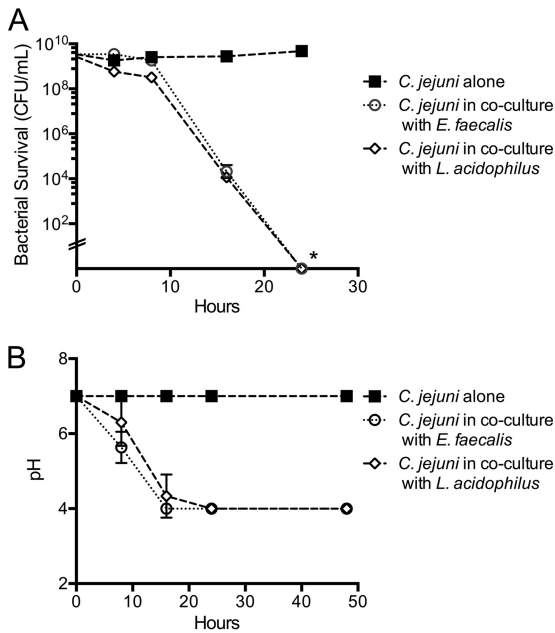 A
Bacterial Survival (CFU/mL)
10¹⁰
10⁸
10⁶
10⁴
10²
0 10 20 30
Hours
*
C. jejuni alone
C. jejuni in co-culture
with E. faecalis
C. jejuni in co-culture
with L. acidophilus
B
pH
8
6
4
2
0 10 20 30 40 50
Hours
C. jejuni alone
C. jejuni in co-culture
with E. faecalis
C. jejuni in co-culture
with L. acidophilus